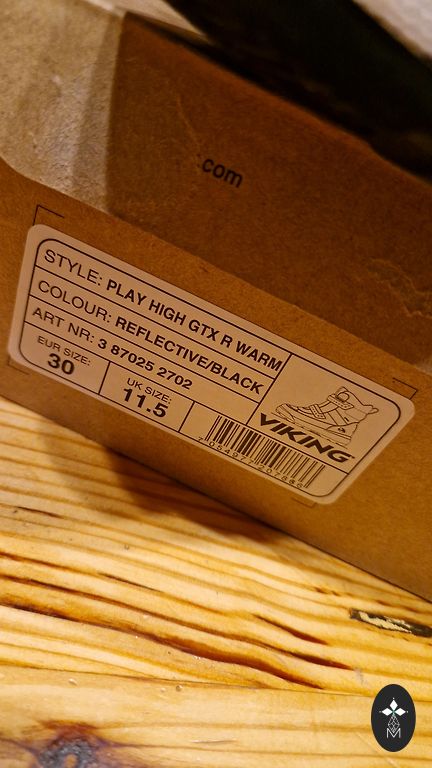 .com
STYLE: PLAY HIGH GTX R WARM
COLOUR: REFLECTIVE/BLACK
ART NR: 3 87025 2702
EUR SIZE:
30
UK SIZE:
11.5
VIKING